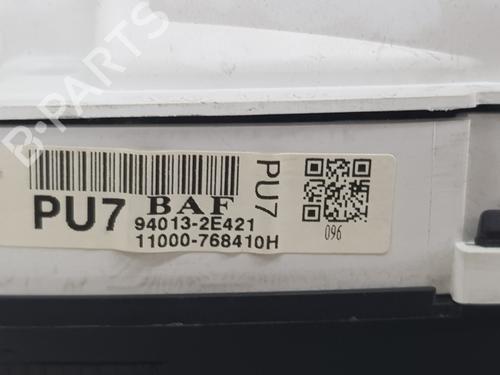 B-PARTS
PU7 BAF
94013-2E421
11000-768410H
PU7
096